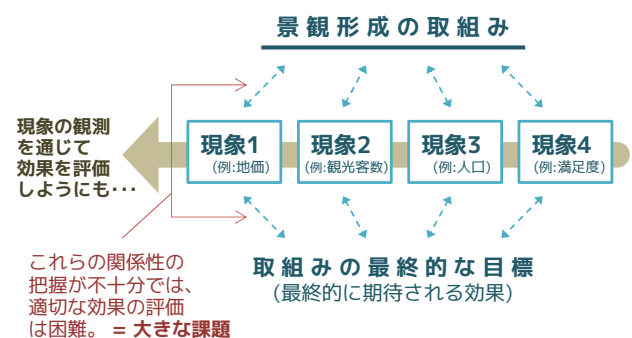 景観形成の取組み
現象の観測
を通じて
効果を評価
しようにも･･･
現象1
(例:地価)
現象2
(例:観光客数)
現象3
(例:人口)
現象4
(例:満足度)
これらの関係性の
把握が不十分では、
適切な効果の評価
は困難。 = 大きな課題
取組みの最終的な目標
(最終的に期待される効果)